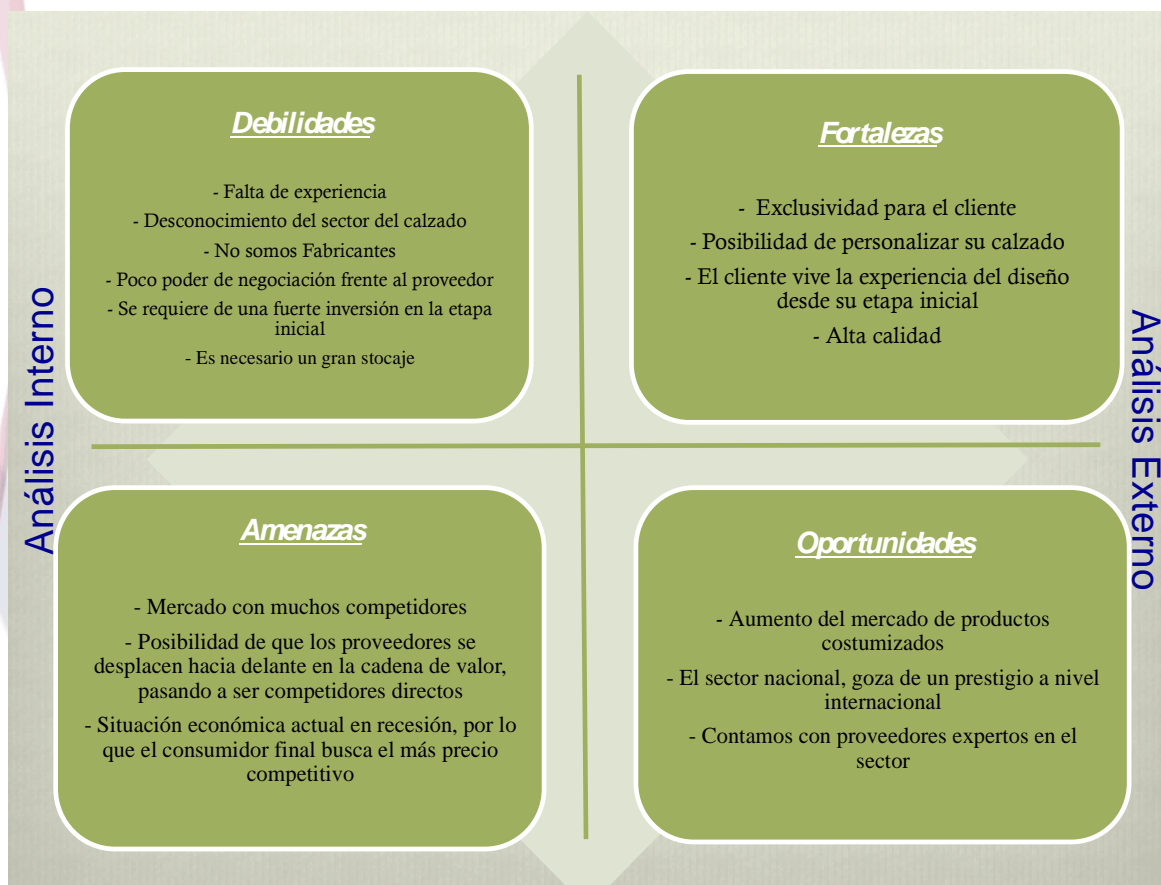 Análisis Interno
Debilidades
- Falta de experiencia
- Desconocimiento del sector del calzado
- No somos Fabricantes
- Poco poder de negociación frente al proveedor
- Se requiere de una fuerte inversión en la etapa
inicial
- Es necesario un gran stocaje
Fortalezas
- Exclusividad para el cliente
- Posibilidad de personalizar su calzado
- El cliente vive la experiencia del diseño
desde su etapa inicial
- Alta calidad
Análisis Externo
Amenazas
- Mercado con muchos competidores
- Posibilidad de que los proveedores se
desplacen hacia delante en la cadena de valor,
pasando a ser competidores directos
- Situación económica actual en recesión, por lo
que el consumidor final busca el más precio
competitivo
Oportunidades
- Aumento del mercado de productos
costumizados
- El sector nacional, goza de un prestigio a nivel
internacional
- Contamos con proveedores expertos en el
sector